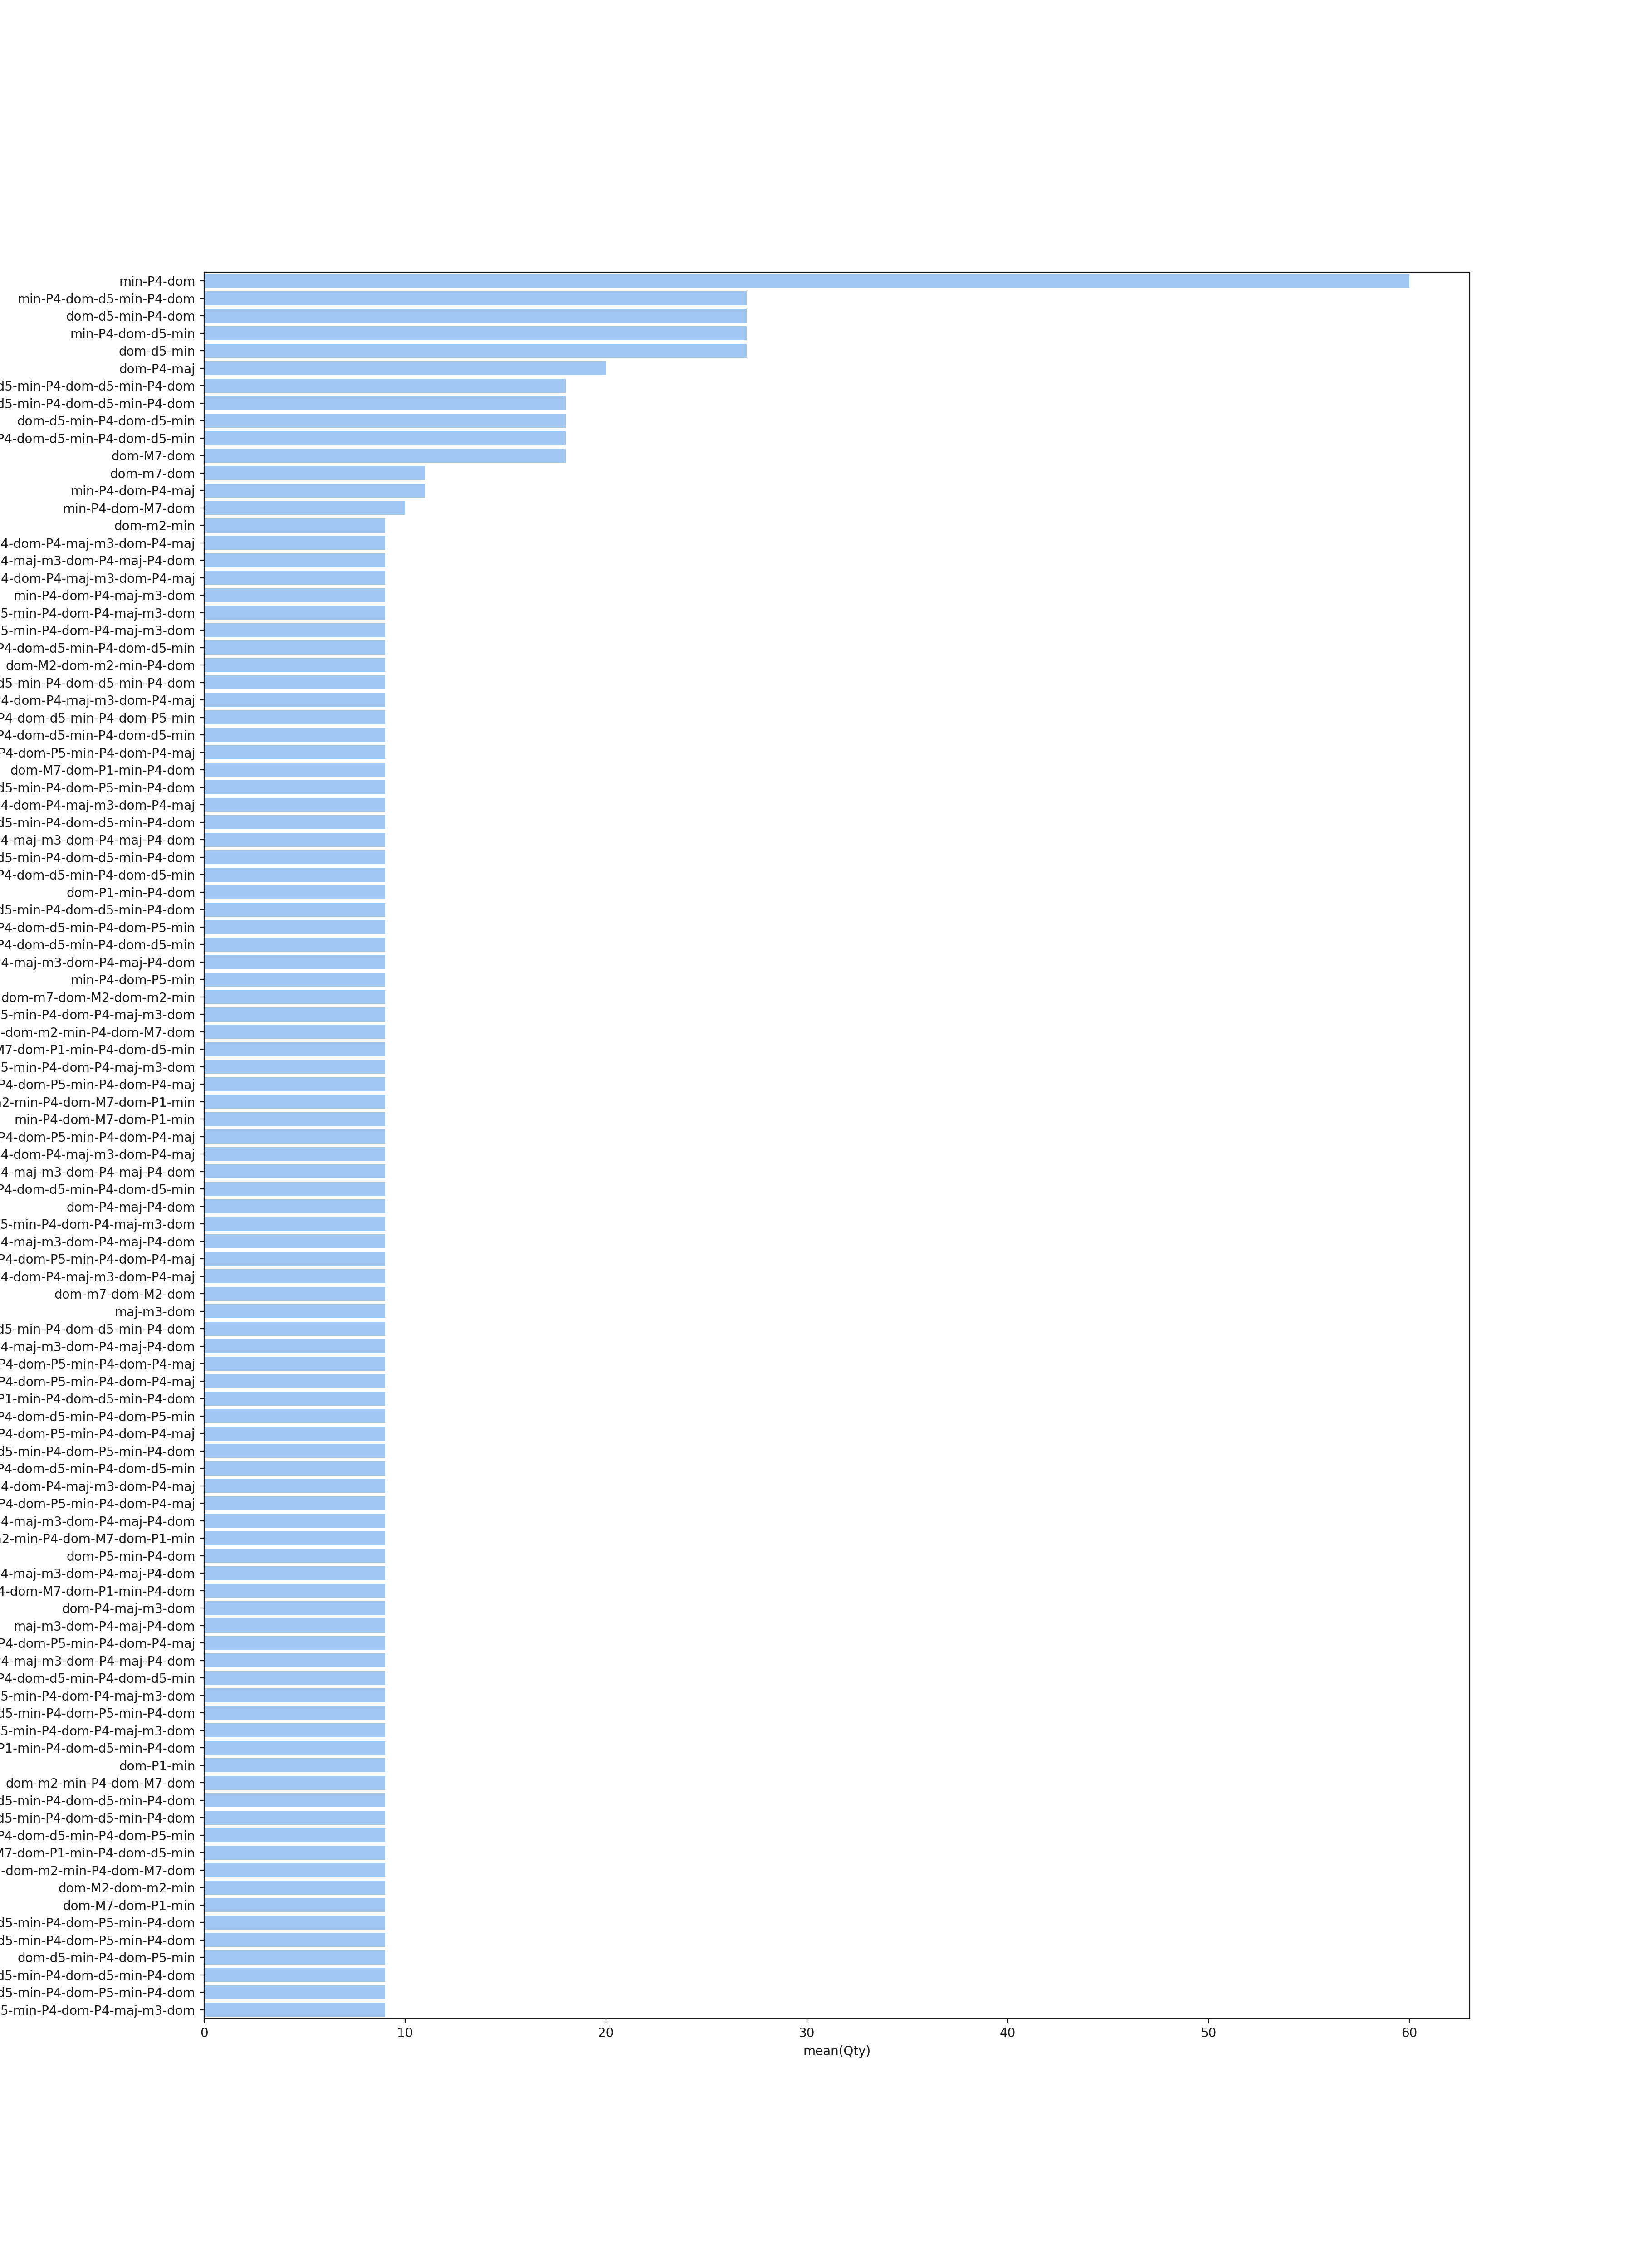 min-P4-dom
min-P4-dom-d5-min-P4-dom
dom-d5-min-P4-dom
min-P4-dom-d5-min
dom-d5-min
dom-P4-maj
d5-min-P4-dom-d5-min-P4-dom
d5-min-P4-dom-d5-min-P4-dom
dom-d5-min-P4-dom-d5-min
P4-dom-d5-min-P4-dom-d5-min
dom-M7-dom
dom-m7-dom
min-P4-dom-P4-maj
min-P4-dom-M7-dom
dom-m2-min
P4-dom-P4-maj-m3-dom-P4-maj
P4-maj-m3-dom-P4-maj-P4-dom
P4-dom-P4-maj-m3-dom-P4-maj
min-P4-dom-P4-maj-m3-dom
5-min-P4-dom-P4-maj-m3-dom
P5-min-P4-dom-P4-maj-m3-dom
P4-dom-d5-min-P4-dom-d5-min
dom-M2-dom-m2-min-P4-dom
d5-min-P4-dom-d5-min-P4-dom
P4-dom-P4-maj-m3-dom-P4-maj
P4-dom-d5-min-P4-dom-P5-min
P4-dom-d5-min-P4-dom-d5-min
P4-dom-P5-min-P4-dom-P4-maj
dom-M7-dom-P1-min-P4-dom
d5-min-P4-dom-P5-min-P4-dom
P4-dom-P4-maj-m3-dom-P4-maj
d5-min-P4-dom-d5-min-P4-dom
P4-maj-m3-dom-P4-maj-P4-dom
d5-min-P4-dom-d5-min-P4-dom
P4-dom-d5-min-P4-dom-d5-min
dom-P1-min-P4-dom
d5-min-P4-dom-d5-min-P4-dom
P4-dom-d5-min-P4-dom-P5-min
P4-dom-d5-min-P4-dom-d5-min
P4-maj-m3-dom-P4-maj-P4-dom
min-P4-dom-P5-min
dom-m7-dom-M2-dom-m2-min
P5-min-P4-dom-P4-maj-m3-dom
-dom-m2-min-P4-dom-M7-dom
M7-dom-P1-min-P4-dom-d5-min
P5-min-P4-dom-P4-maj-m3-dom
P4-dom-P5-min-P4-dom-P4-maj
m2-min-P4-dom-M7-dom-P1-min
min-P4-dom-M7-dom-P1-min
P4-dom-P5-min-P4-dom-P4-maj
P4-dom-P4-maj-m3-dom-P4-maj
P4-maj-m3-dom-P4-maj-P4-dom
P4-dom-d5-min-P4-dom-d5-min
dom-P4-maj-P4-dom
5-min-P4-dom-P4-maj-m3-dom
P4-maj-m3-dom-P4-maj-P4-dom
P4-dom-P5-min-P4-dom-P4-maj
P4-dom-P4-maj-m3-dom-P4-maj
dom-m7-dom-M2-dom
maj-m3-dom
d5-min-P4-dom-d5-min-P4-dom
P4-maj-m3-dom-P4-maj-P4-dom
P4-dom-P5-min-P4-dom-P4-maj
P4-dom-P5-min-P4-dom-P4-maj
P1-min-P4-dom-d5-min-P4-dom
P4-dom-d5-min-P4-dom-P5-min
P4-dom-P5-min-P4-dom-P4-maj
d5-min-P4-dom-P5-min-P4-dom
P4-dom-d5-min-P4-dom-d5-min
P4-dom-P4-maj-m3-dom-P4-maj
P4-dom-P5-min-P4-dom-P4-maj
P4-maj-m3-dom-P4-maj-P4-dom
m2-min-P4-dom-M7-dom-P1-min
dom-P5-min-P4-dom
P4-maj-m3-dom-P4-maj-P4-dom
4-dom-M7-dom-P1-min-P4-dom
dom-P4-maj-m3-dom
maj-m3-dom-P4-maj-P4-dom
P4-dom-P5-min-P4-dom-P4-maj
P4-maj-m3-dom-P4-maj-P4-dom
P4-dom-d5-min-P4-dom-d5-min
5-min-P4-dom-P4-maj-m3-dom
d5-min-P4-dom-P5-min-P4-dom
5-min-P4-dom-P4-maj-m3-dom
P1-min-P4-dom-d5-min-P4-dom
dom-P1-min
dom-m2-min-P4-dom-M7-dom
d5-min-P4-dom-d5-min-P4-dom
d5-min-P4-dom-d5-min-P4-dom
P4-dom-d5-min-P4-dom-P5-min
M7-dom-P1-min-P4-dom-d5-min
-dom-m2-min-P4-dom-M7-dom
dom-M2-dom-m2-min
dom-M7-dom-P1-min
d5-min-P4-dom-P5-min-P4-dom
d5-min-P4-dom-P5-min-P4-dom
dom-d5-min-P4-dom-P5-min
d5-min-P4-dom-d5-min-P4-dom
d5-min-P4-dom-P5-min-P4-dom
5-min-P4-dom-P4-maj-m3-dom
0 10 20 30 40 50 60
mean(Qty)